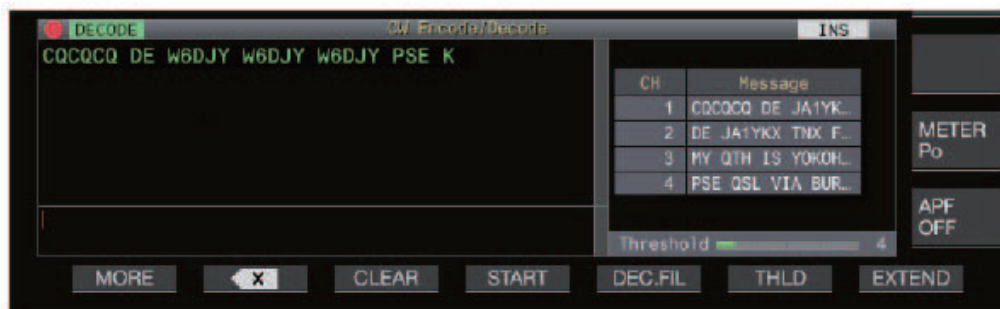 DECODE
CW Encode/Decode
INS
CQCQCQ DE W6DJY W6DJY W6DJY PSE K
CH Message
1 CQCQCQ DE JA1YK…
2 DE JA1YKX TNX F…
3 MY QTH IS YOKOH…
4 PSE QSL VIA BUR…
METER
Po
APF
OFF
Threshold 4
MORE X CLEAR START DEC.FIL THLD EXTEND